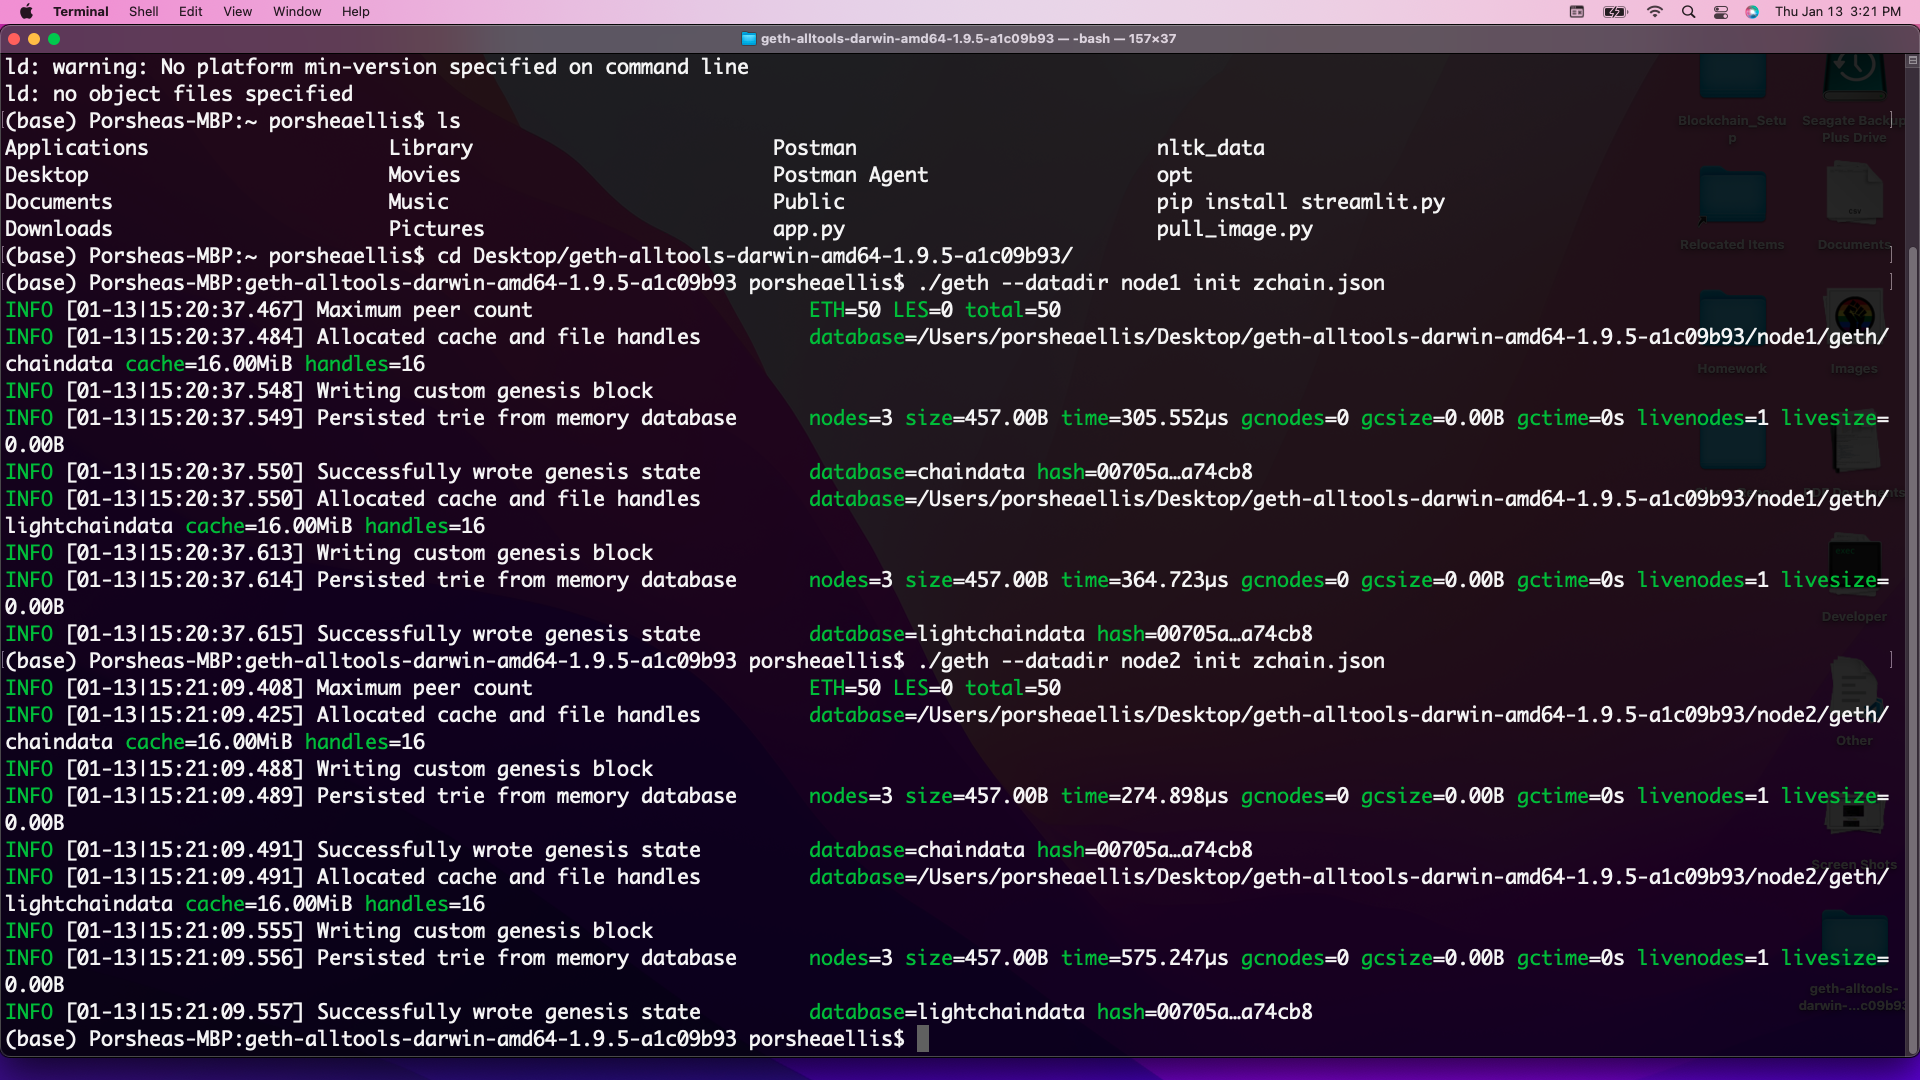 Terminal Shell Edit View Window Help Thu Jan 13 3:21 PM
geth-alltools-darwin-amd64-1.9.5-a1c09b93 — -bash — 157×37
ld: warning: No platform min-version specified on command line
ld: no object files specified
(base) Porsheas-MBP:~ porsheaellis$ ls
Applications Library Postman nltk_data
Desktop Movies Postman Agent opt
Documents Music Public pip install streamlit.py
Downloads Pictures app.py pull_image.py
(base) Porsheas-MBP:~ porsheaellis$ cd Desktop/geth-alltools-darwin-amd64-1.9.5-a1c09b93/
(base) Porsheas-MBP:geth-alltools-darwin-amd64-1.9.5-a1c09b93 porsheaellis$ ./geth --datadir node1 init zchain.json
INFO [01-13|15:20:37.467] Maximum peer count ETH=50 LES=0 total=50
INFO [01-13|15:20:37.484] Allocated cache and file handles database=/Users/porsheaellis/Desktop/geth-alltools-darwin-amd64-1.9.5-a1c09b93/node1/geth/
chaindata cache=16.00MiB handles=16
INFO [01-13|15:20:37.548] Writing custom genesis block
INFO [01-13|15:20:37.549] Persisted trie from memory database nodes=3 size=457.00B time=305.552µs gcnodes=0 gcsize=0.00B gctime=0s livenodes=1 livesize=
0.00B
INFO [01-13|15:20:37.550] Successfully wrote genesis state database=chaindata hash=00705a…a74cb8
INFO [01-13|15:20:37.550] Allocated cache and file handles database=/Users/porsheaellis/Desktop/geth-alltools-darwin-amd64-1.9.5-a1c09b93/node1/geth/
lightchaindata cache=16.00MiB handles=16
INFO [01-13|15:20:37.613] Writing custom genesis block
INFO [01-13|15:20:37.614] Persisted trie from memory database nodes=3 size=457.00B time=364.723µs gcnodes=0 gcsize=0.00B gctime=0s livenodes=1 livesize=
0.00B
INFO [01-13|15:20:37.615] Successfully wrote genesis state database=lightchaindata hash=00705a…a74cb8
(base) Porsheas-MBP:geth-alltools-darwin-amd64-1.9.5-a1c09b93 porsheaellis$ ./geth --datadir node2 init zchain.json
INFO [01-13|15:21:09.408] Maximum peer count ETH=50 LES=0 total=50
INFO [01-13|15:21:09.425] Allocated cache and file handles database=/Users/porsheaellis/Desktop/geth-alltools-darwin-amd64-1.9.5-a1c09b93/node2/geth/
chaindata cache=16.00MiB handles=16
INFO [01-13|15:21:09.488] Writing custom genesis block
INFO [01-13|15:21:09.489] Persisted trie from memory database nodes=3 size=457.00B time=274.898µs gcnodes=0 gcsize=0.00B gctime=0s livenodes=1 livesize=
0.00B
INFO [01-13|15:21:09.491] Successfully wrote genesis state database=chaindata hash=00705a…a74cb8
INFO [01-13|15:21:09.491] Allocated cache and file handles database=/Users/porsheaellis/Desktop/geth-alltools-darwin-amd64-1.9.5-a1c09b93/node2/geth/
lightchaindata cache=16.00MiB handles=16
INFO [01-13|15:21:09.555] Writing custom genesis block
INFO [01-13|15:21:09.556] Persisted trie from memory database nodes=3 size=457.00B time=575.247µs gcnodes=0 gcsize=0.00B gctime=0s livenodes=1 livesize=
0.00B
INFO [01-13|15:21:09.557] Successfully wrote genesis state database=lightchaindata hash=00705a…a74cb8
(base) Porsheas-MBP:geth-alltools-darwin-amd64-1.9.5-a1c09b93 porsheaellis$
Blockchain_Setu
p
Seagate Backup
Plus Drive
Relocated Items
Documents
Homework
Images
Developer
Other
Screen Shots
geth-alltools-
darwin-...c09b93